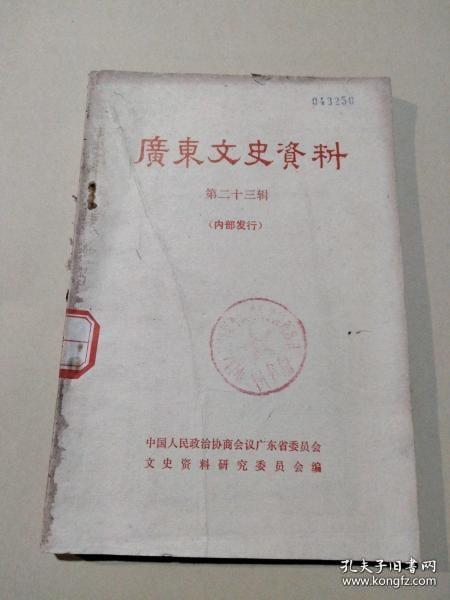 043250
廣東文史資料
第二十三辑
(内部发行)
中国人民政治协商会议广东省委员会
文史资料研究委员会编
孔夫子旧书网
www.kongfz.com